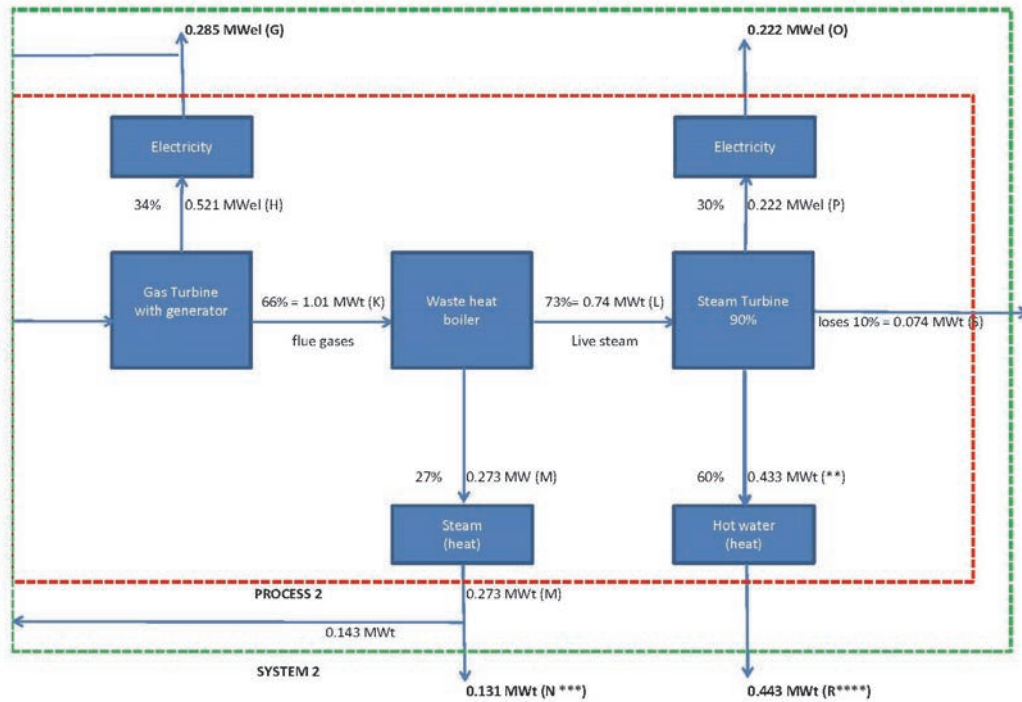 0.285 MWel (G)
0.222 MWel (O)
Electricity
Electricity
34%
0.521 MWel (H)
30%
0.222 MWel (P)
Gas Turbine
with generator
66% = 1.01 MWt (K)
flue gases
Waste heat
boiler
73%= 0.74 MWt (L)
Live steam
Steam Turbine
90%
loses 10% = 0.074 MWt (S)
27%
0.273 MW (M)
60%
0.433 MWt (**)
Steam
(heat)
Hot water
(heat)
PROCESS 2
0.273 MWt (M)
0.143 MWt
SYSTEM 2
0.131 MWt (N ***)
0.443 MWt (R****)